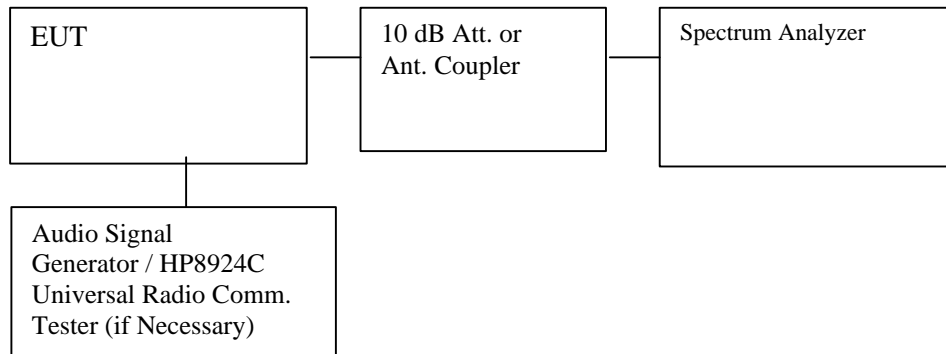 EUT
10 dB Att. or
Ant. Coupler
Spectrum Analyzer
Audio Signal
Generator / HP8924C
Universal Radio Comm.
Tester (if Necessary)